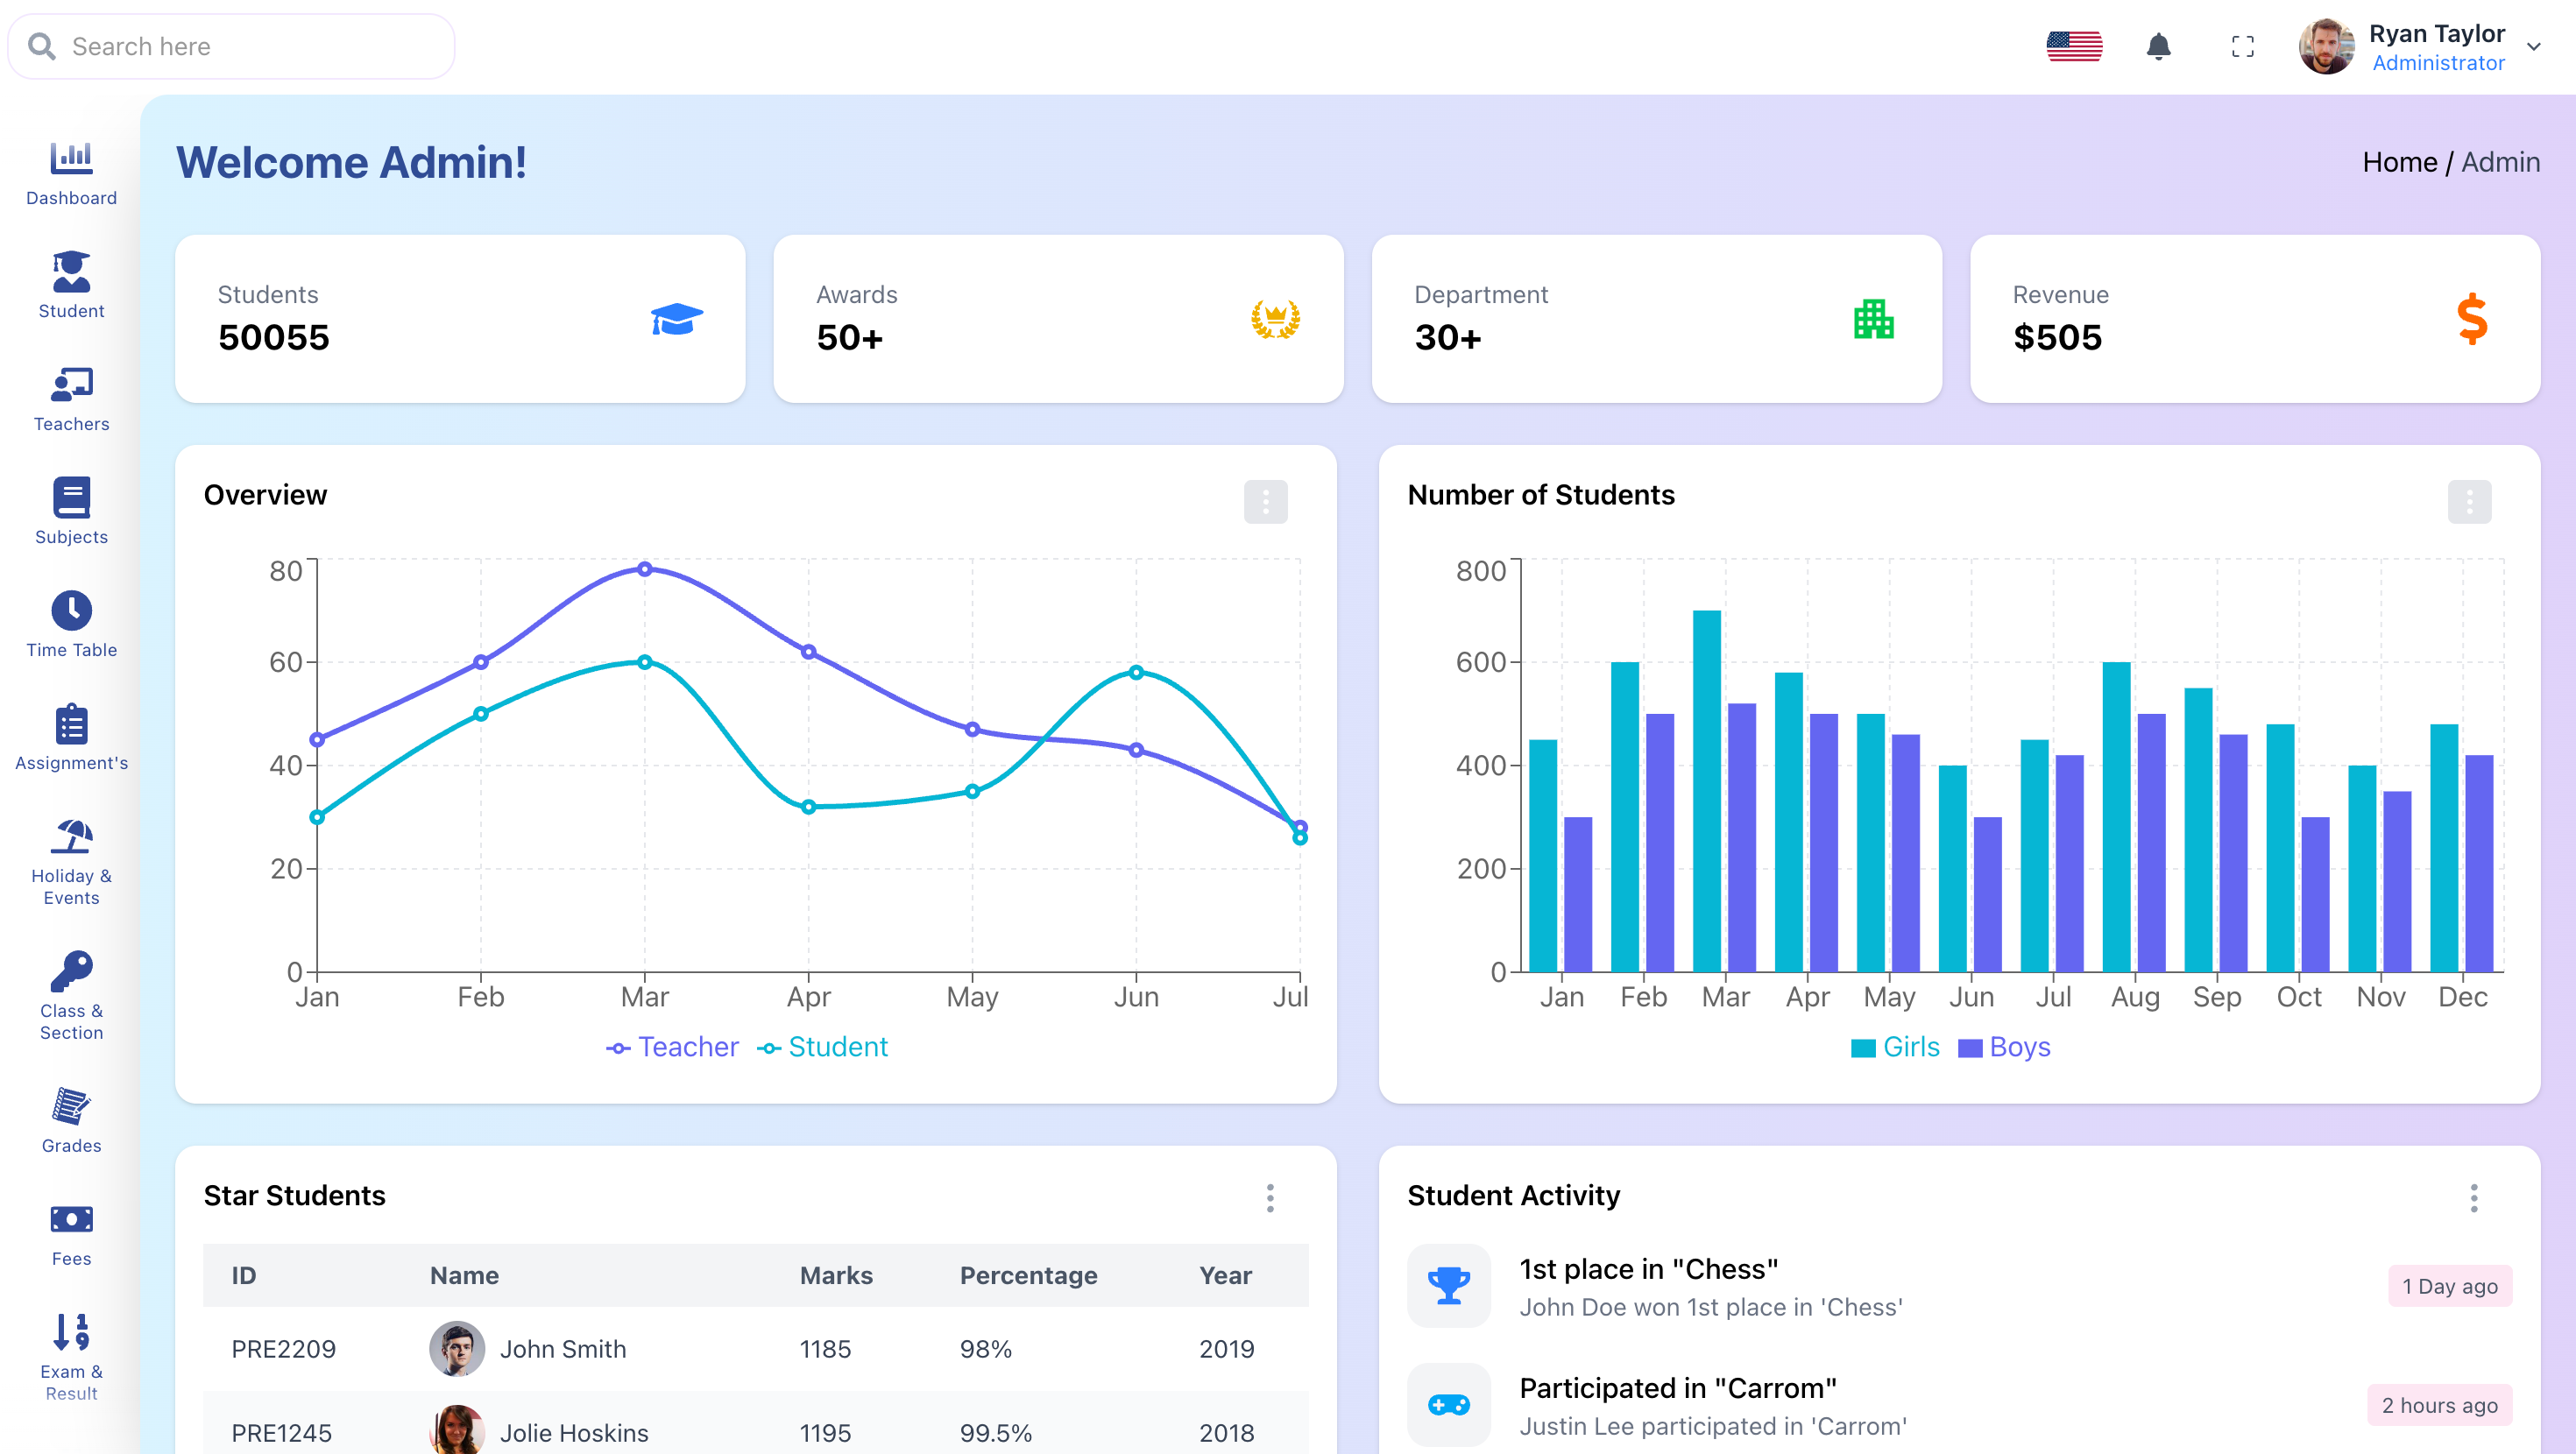 Search here
Ryan Taylor
Administrator
Dashboard
Student
Teachers
Subjects
Time Table
Assignment's
Holiday &
Events
Class &
Section
Grades
Fees
Exam &
Result
Welcome Admin!
Home / Admin
Students
50055
Awards
50+
Department
30+
Revenue
$505
Overview
80
60
40
20
0
Jan Feb Mar Apr May Jun Jul
Teacher Student
Number of Students
800
600
400
200
0
Jan Feb Mar Apr May Jun Jul Aug Sep Oct Nov Dec
Girls Boys
Star Students
ID Name Marks Percentage Year
PRE2209 John Smith 1185 98% 2019
PRE1245 Jolie Hoskins 1195 99.5% 2018
Student Activity
1st place in "Chess"
John Doe won 1st place in 'Chess'
1 Day ago
Participated in "Carrom"
Justin Lee participated in 'Carrom'
2 hours ago